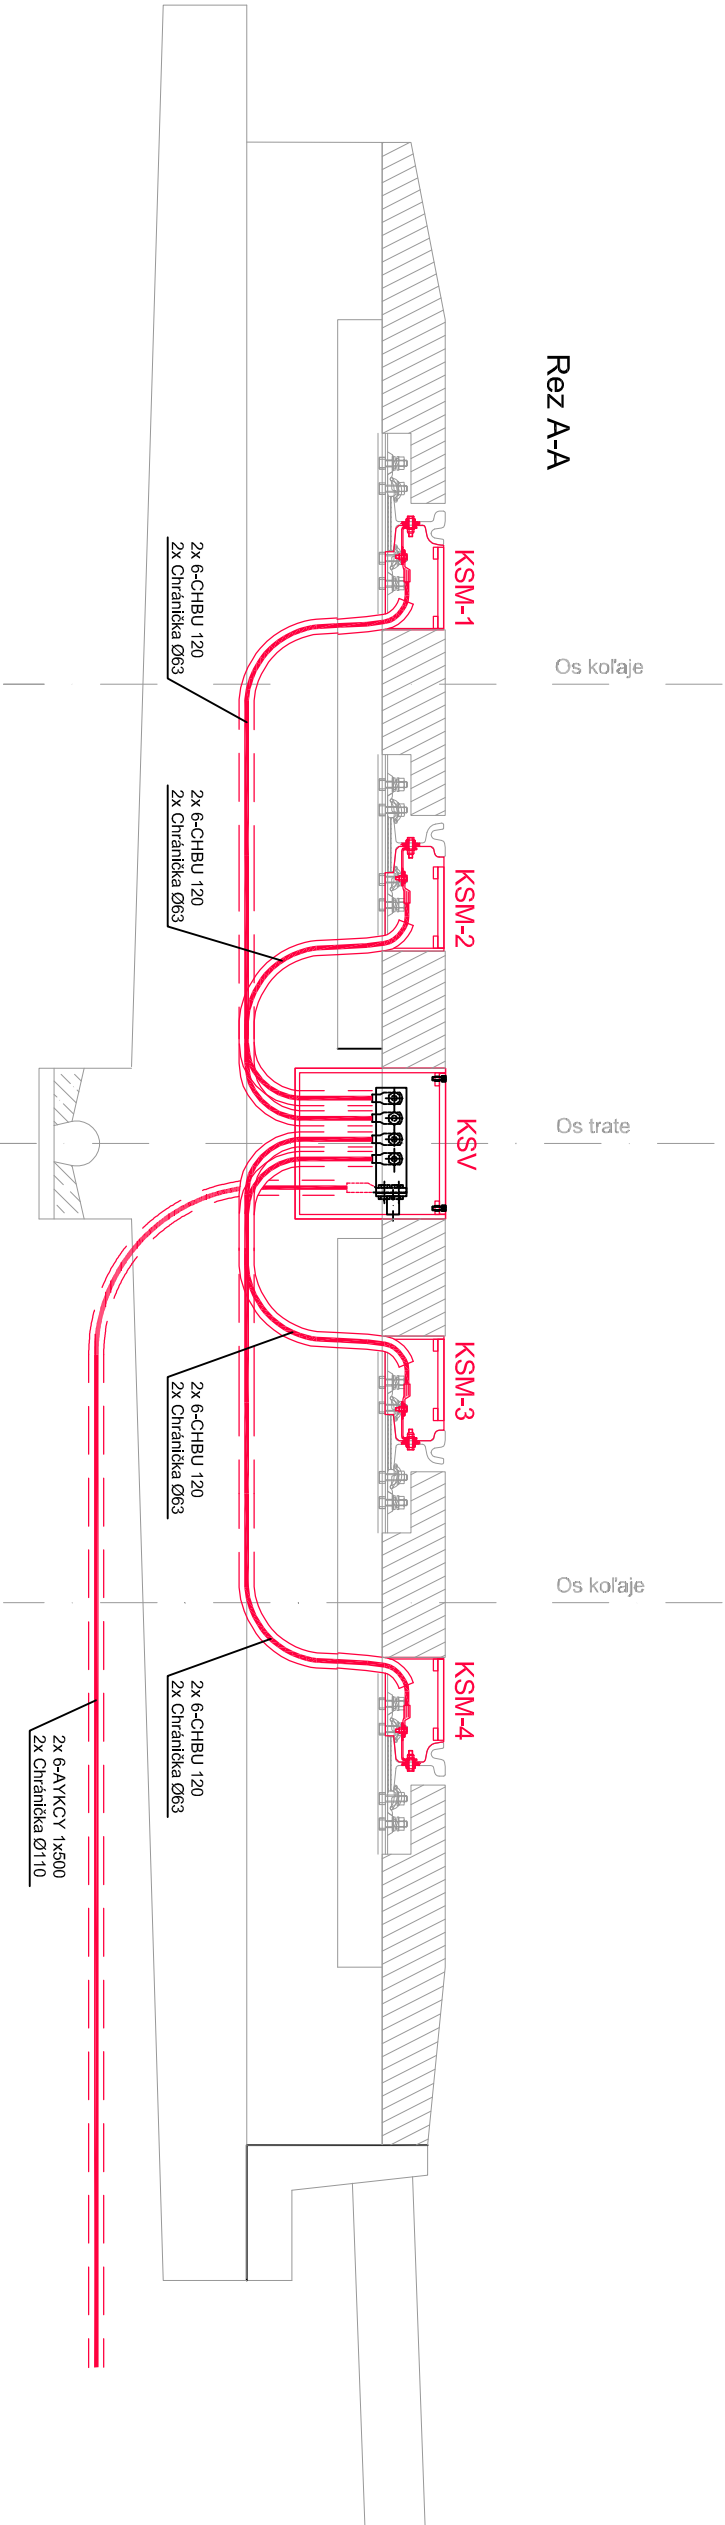 Rez A-A
KSM-1
KSM-2
KSV
KSM-3
KSM-4
Os koľaje
Os trate
Os koľaje
2x 6-CHBU 120
2x Chránička Ø63
2x 6-CHBU 120
2x Chránička Ø63
2x 6-CHBU 120
2x Chránička Ø63
2x 6-CHBU 120
2x Chránička Ø63
2x 6-AYKCY 1x500
2x Chránička Ø110